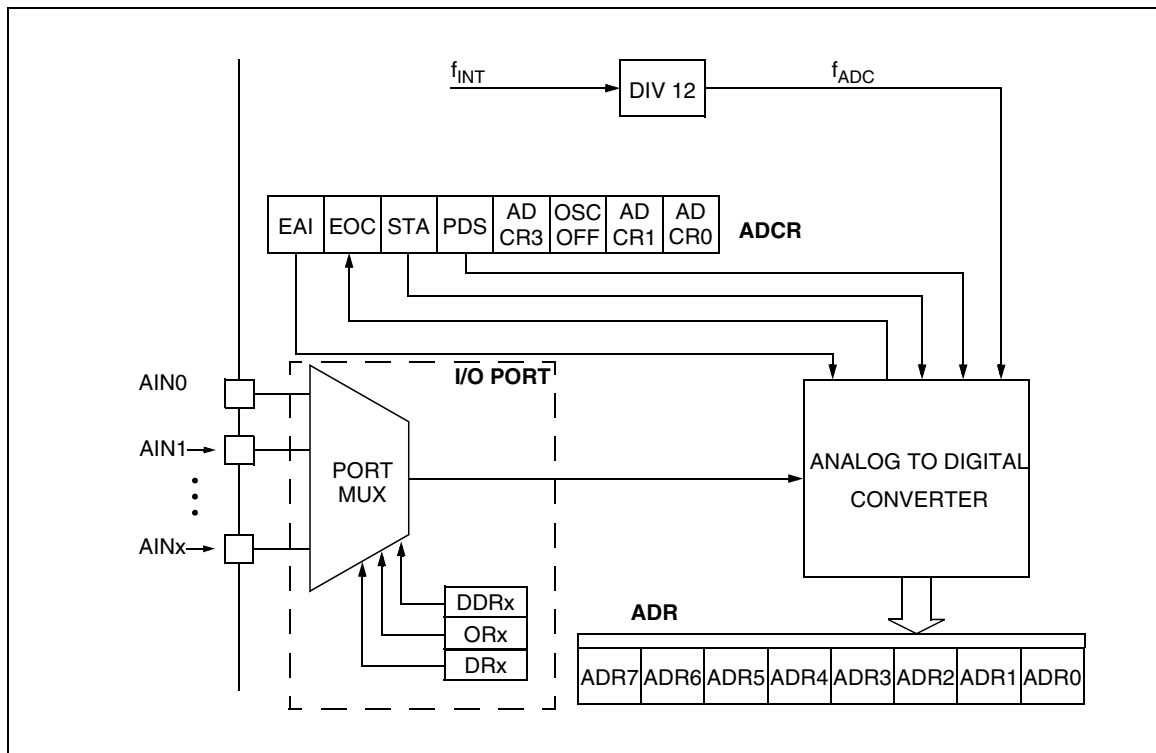 fINT
DIV 12
fADC
EAI
EOC
STA
PDS
AD
CR3
OSC
OFF
AD
CR1
AD
CR0
ADCR
I/O PORT
AIN0
AIN1
AINx
PORT
MUX
ANALOG TO DIGITAL
CONVERTER
DDRx
ORx
DRx
ADR
ADR7 ADR6 ADR5 ADR4 ADR3 ADR2 ADR1 ADR0